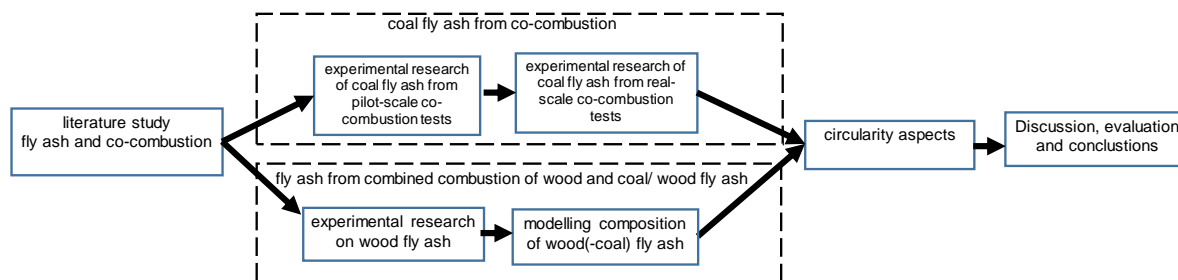 coal fly ash from co-combustion
experimental research
of coal fly ash from
pilot-scale co-
combustion tests
experimental research of
coal fly ash from real-
scale co-combustion
tests
literature study
fly ash and co-combustion
circularity aspects
Discussion, evaluation
and conclustions
fly ash from combined combustion of wood and coal/ wood fly ash
experimental research
on wood fly ash
modelling composition
of wood(-coal) fly ash